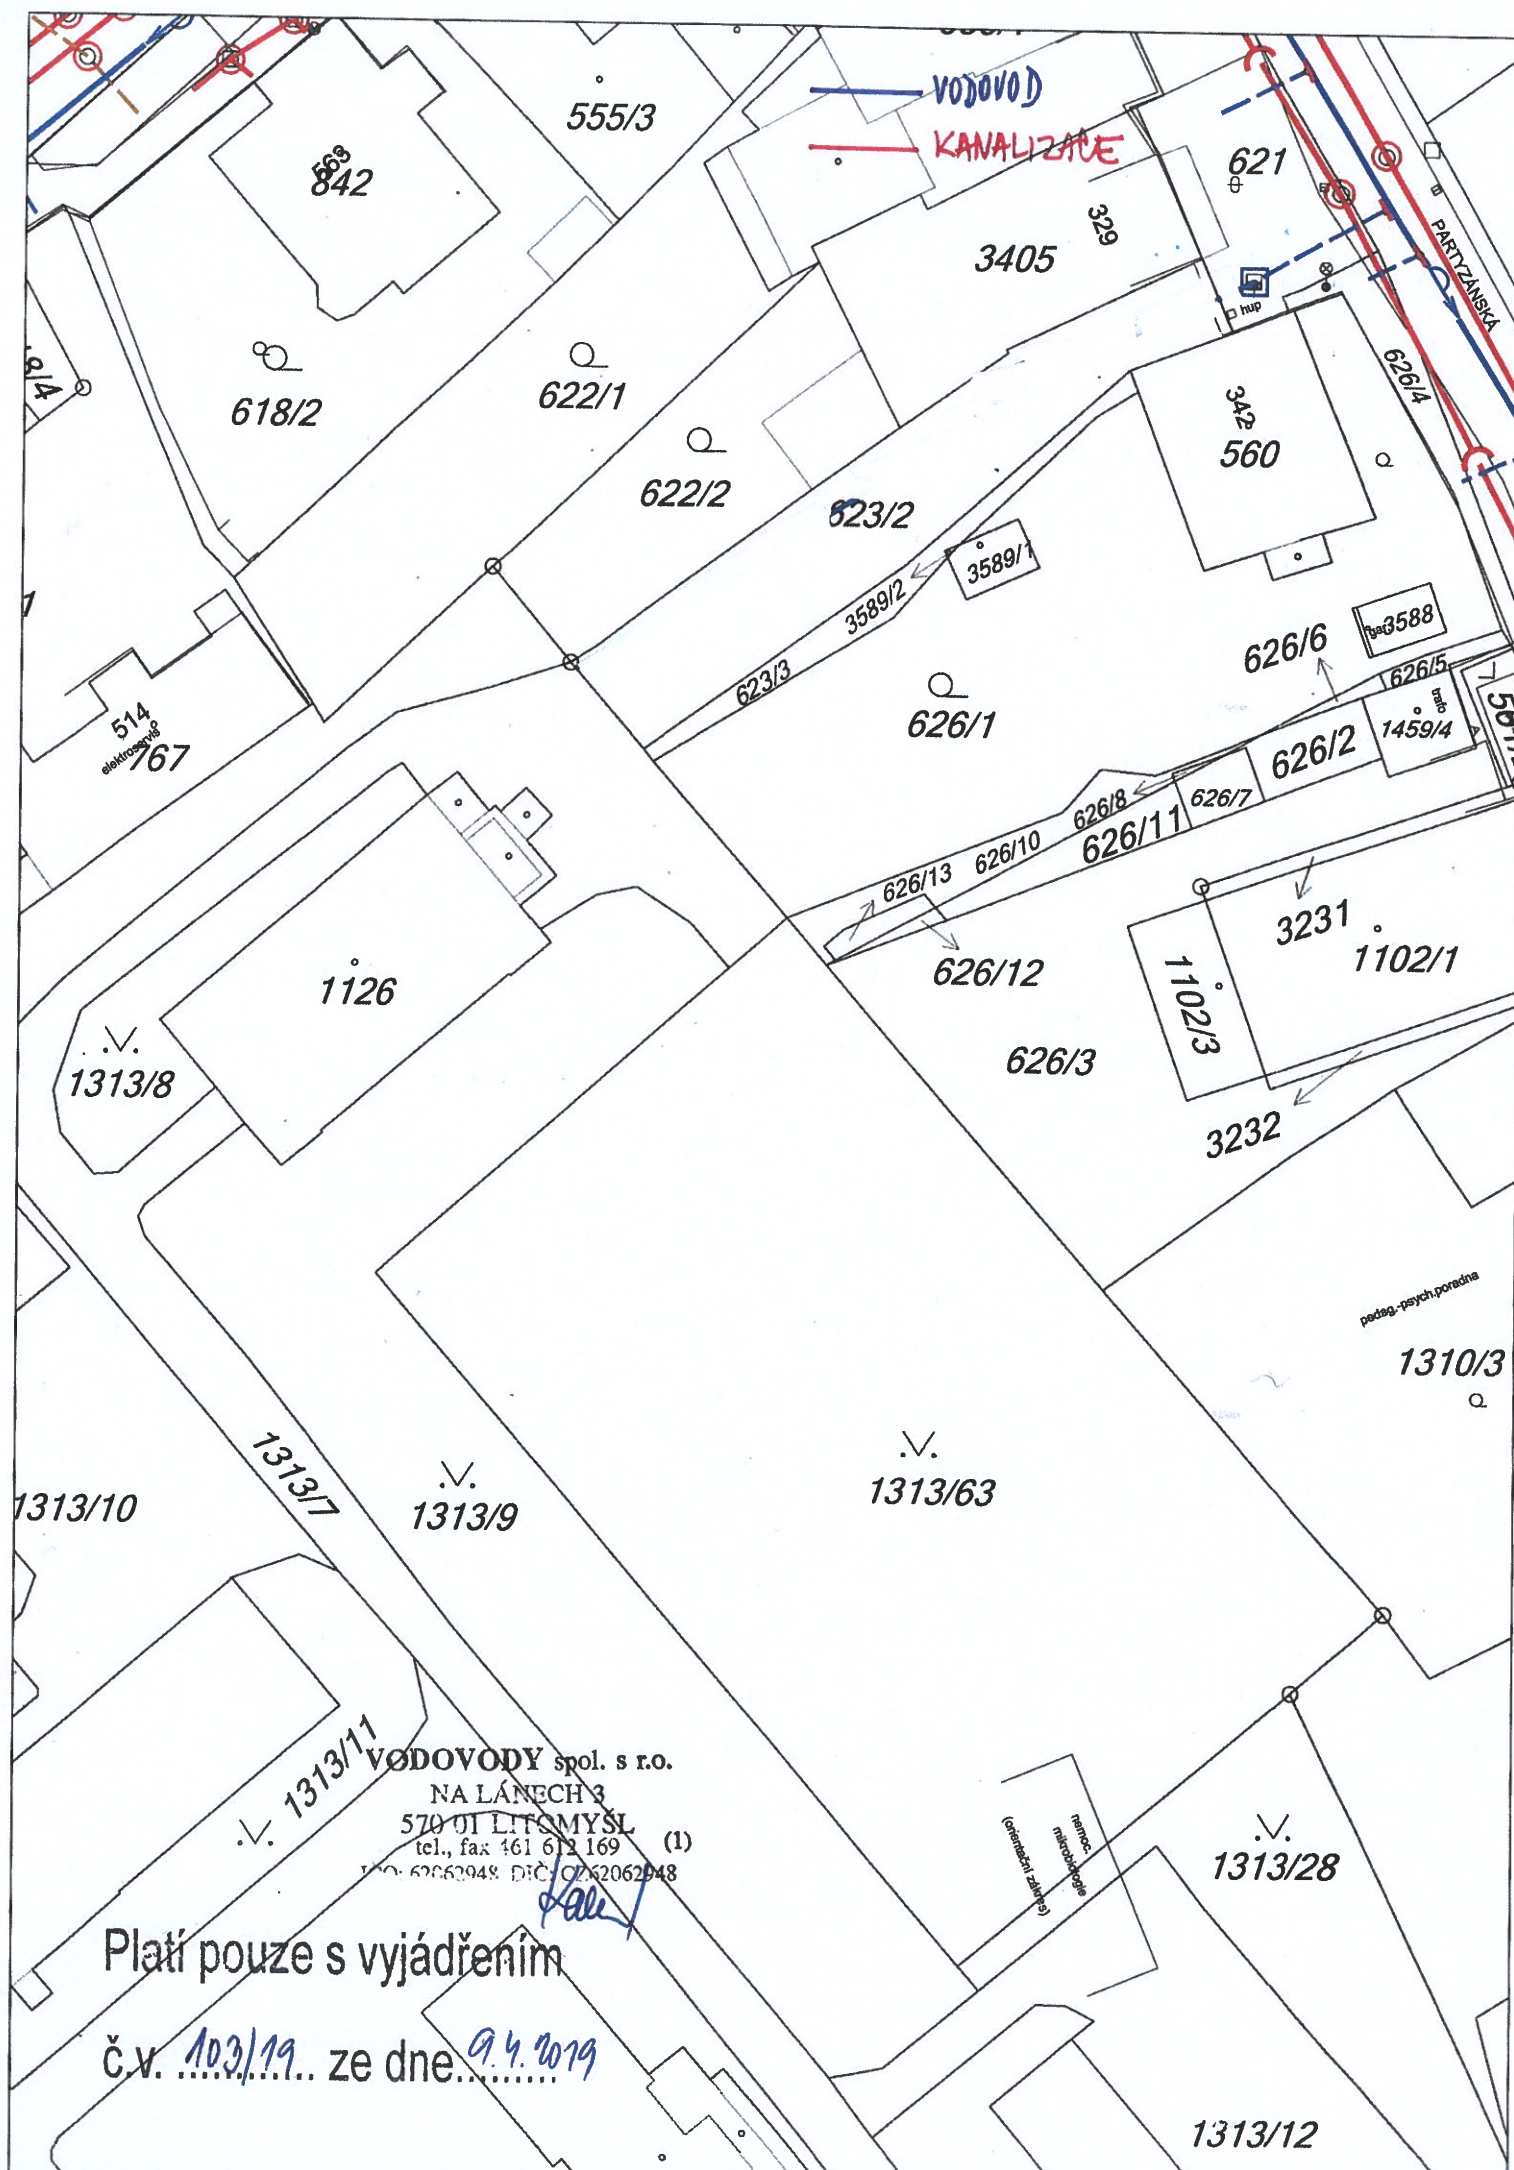 555/3
VODOVOD
KANALIZACE
563
842
621
329
3405
PARTYZÁNSKÁ
hup
626/4
618/2
622/1
622/2
342
560
623/2
3589/1
3589/2
3588
626/6
626/5
623/3
626/1
514
elektroservis
767
trafo
1459/4
626/2
626/7
626/8
626/11
626/10
626/13
3231
1102/1
1126
626/12
1102/3
626/3
1313/8
3232
pedag.-psych.poradna
1310/3
1313/63
1313/7
1313/9
1313/10
1313/11
VODOVODY spol. s r.o.
NA LÁNECH 3
570 01 LITOMYŠL
tel., fax 461 612 169 (1)
IČO: 62062948 DIČ: CZ62062948
nemoc.
mikrobiologie
(orientační zákres)
1313/28
Platí pouze s vyjádřením
č.v. 103/19 ze dne 9.4.2019
1313/12